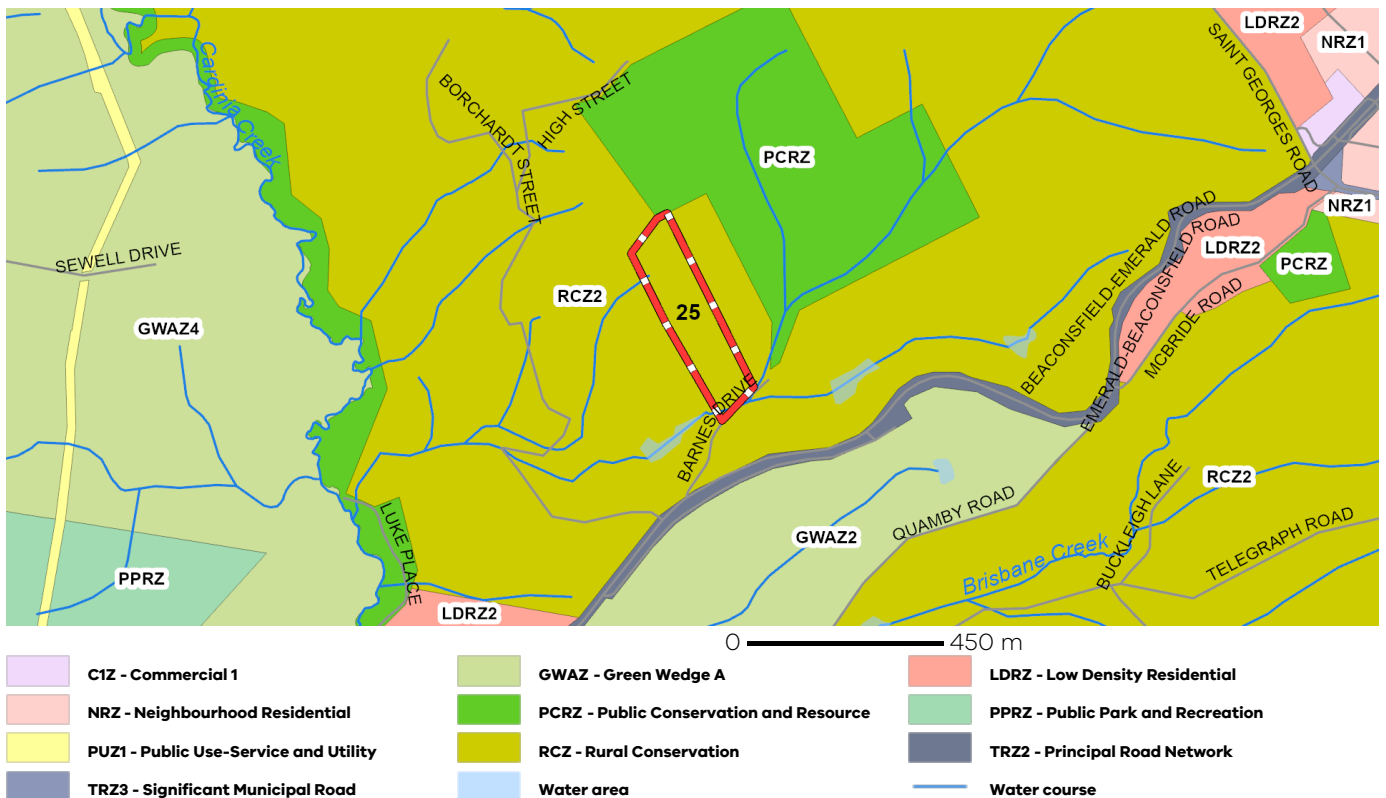 LDRZ2
NRZ1
SAINT GEORGES ROAD
Cardinia Creek
BORCHARDT STREET
HIGH STREET
PCRZ
NRZ1
BEACONSFIELD-EMERALD ROAD
EMERALD-BEACONSFIELD ROAD
LDRZ2
PCRZ
MCBRIDE ROAD
SEWELL DRIVE
RCZ2
25
GWAZ4
BARNES DRIVE
RCZ2
QUAMBY ROAD
BUCKLEIGH LANE
TELEGRAPH ROAD
GWAZ2
LUKE PLACE
Brisbane Creek
PPRZ
LDRZ2
0 450 m
C1Z - Commercial 1
GWAZ - Green Wedge A
LDRZ - Low Density Residential
NRZ - Neighbourhood Residential
PCRZ - Public Conservation and Resource
PPRZ - Public Park and Recreation
PUZ1 - Public Use-Service and Utility
RCZ - Rural Conservation
TRZ2 - Principal Road Network
TRZ3 - Significant Municipal Road
Water area
Water course